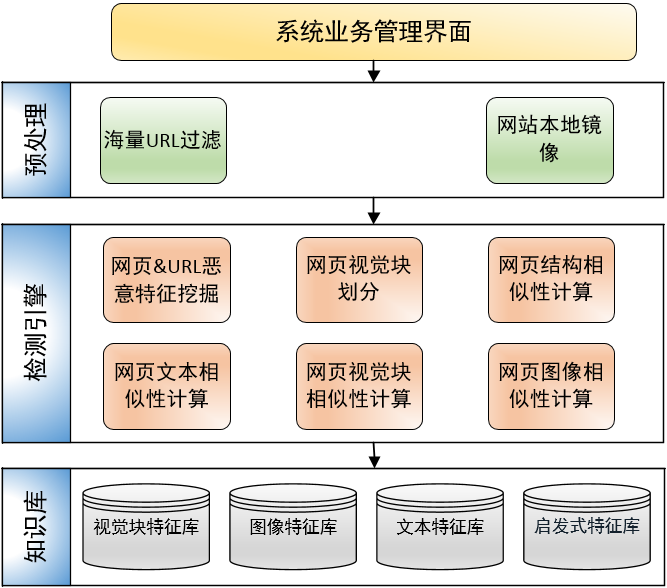 系统业务管理界面
预处理
海量URL过滤
网站本地镜
像
检测引擎
网页&URL恶
意特征挖掘
网页视觉块
划分
网页结构相
似性计算
网页文本相
似性计算
网页视觉块
相似性计算
网页图像相
似性计算
知识库
视觉块特征库
图像特征库
文本特征库
启发式特征库